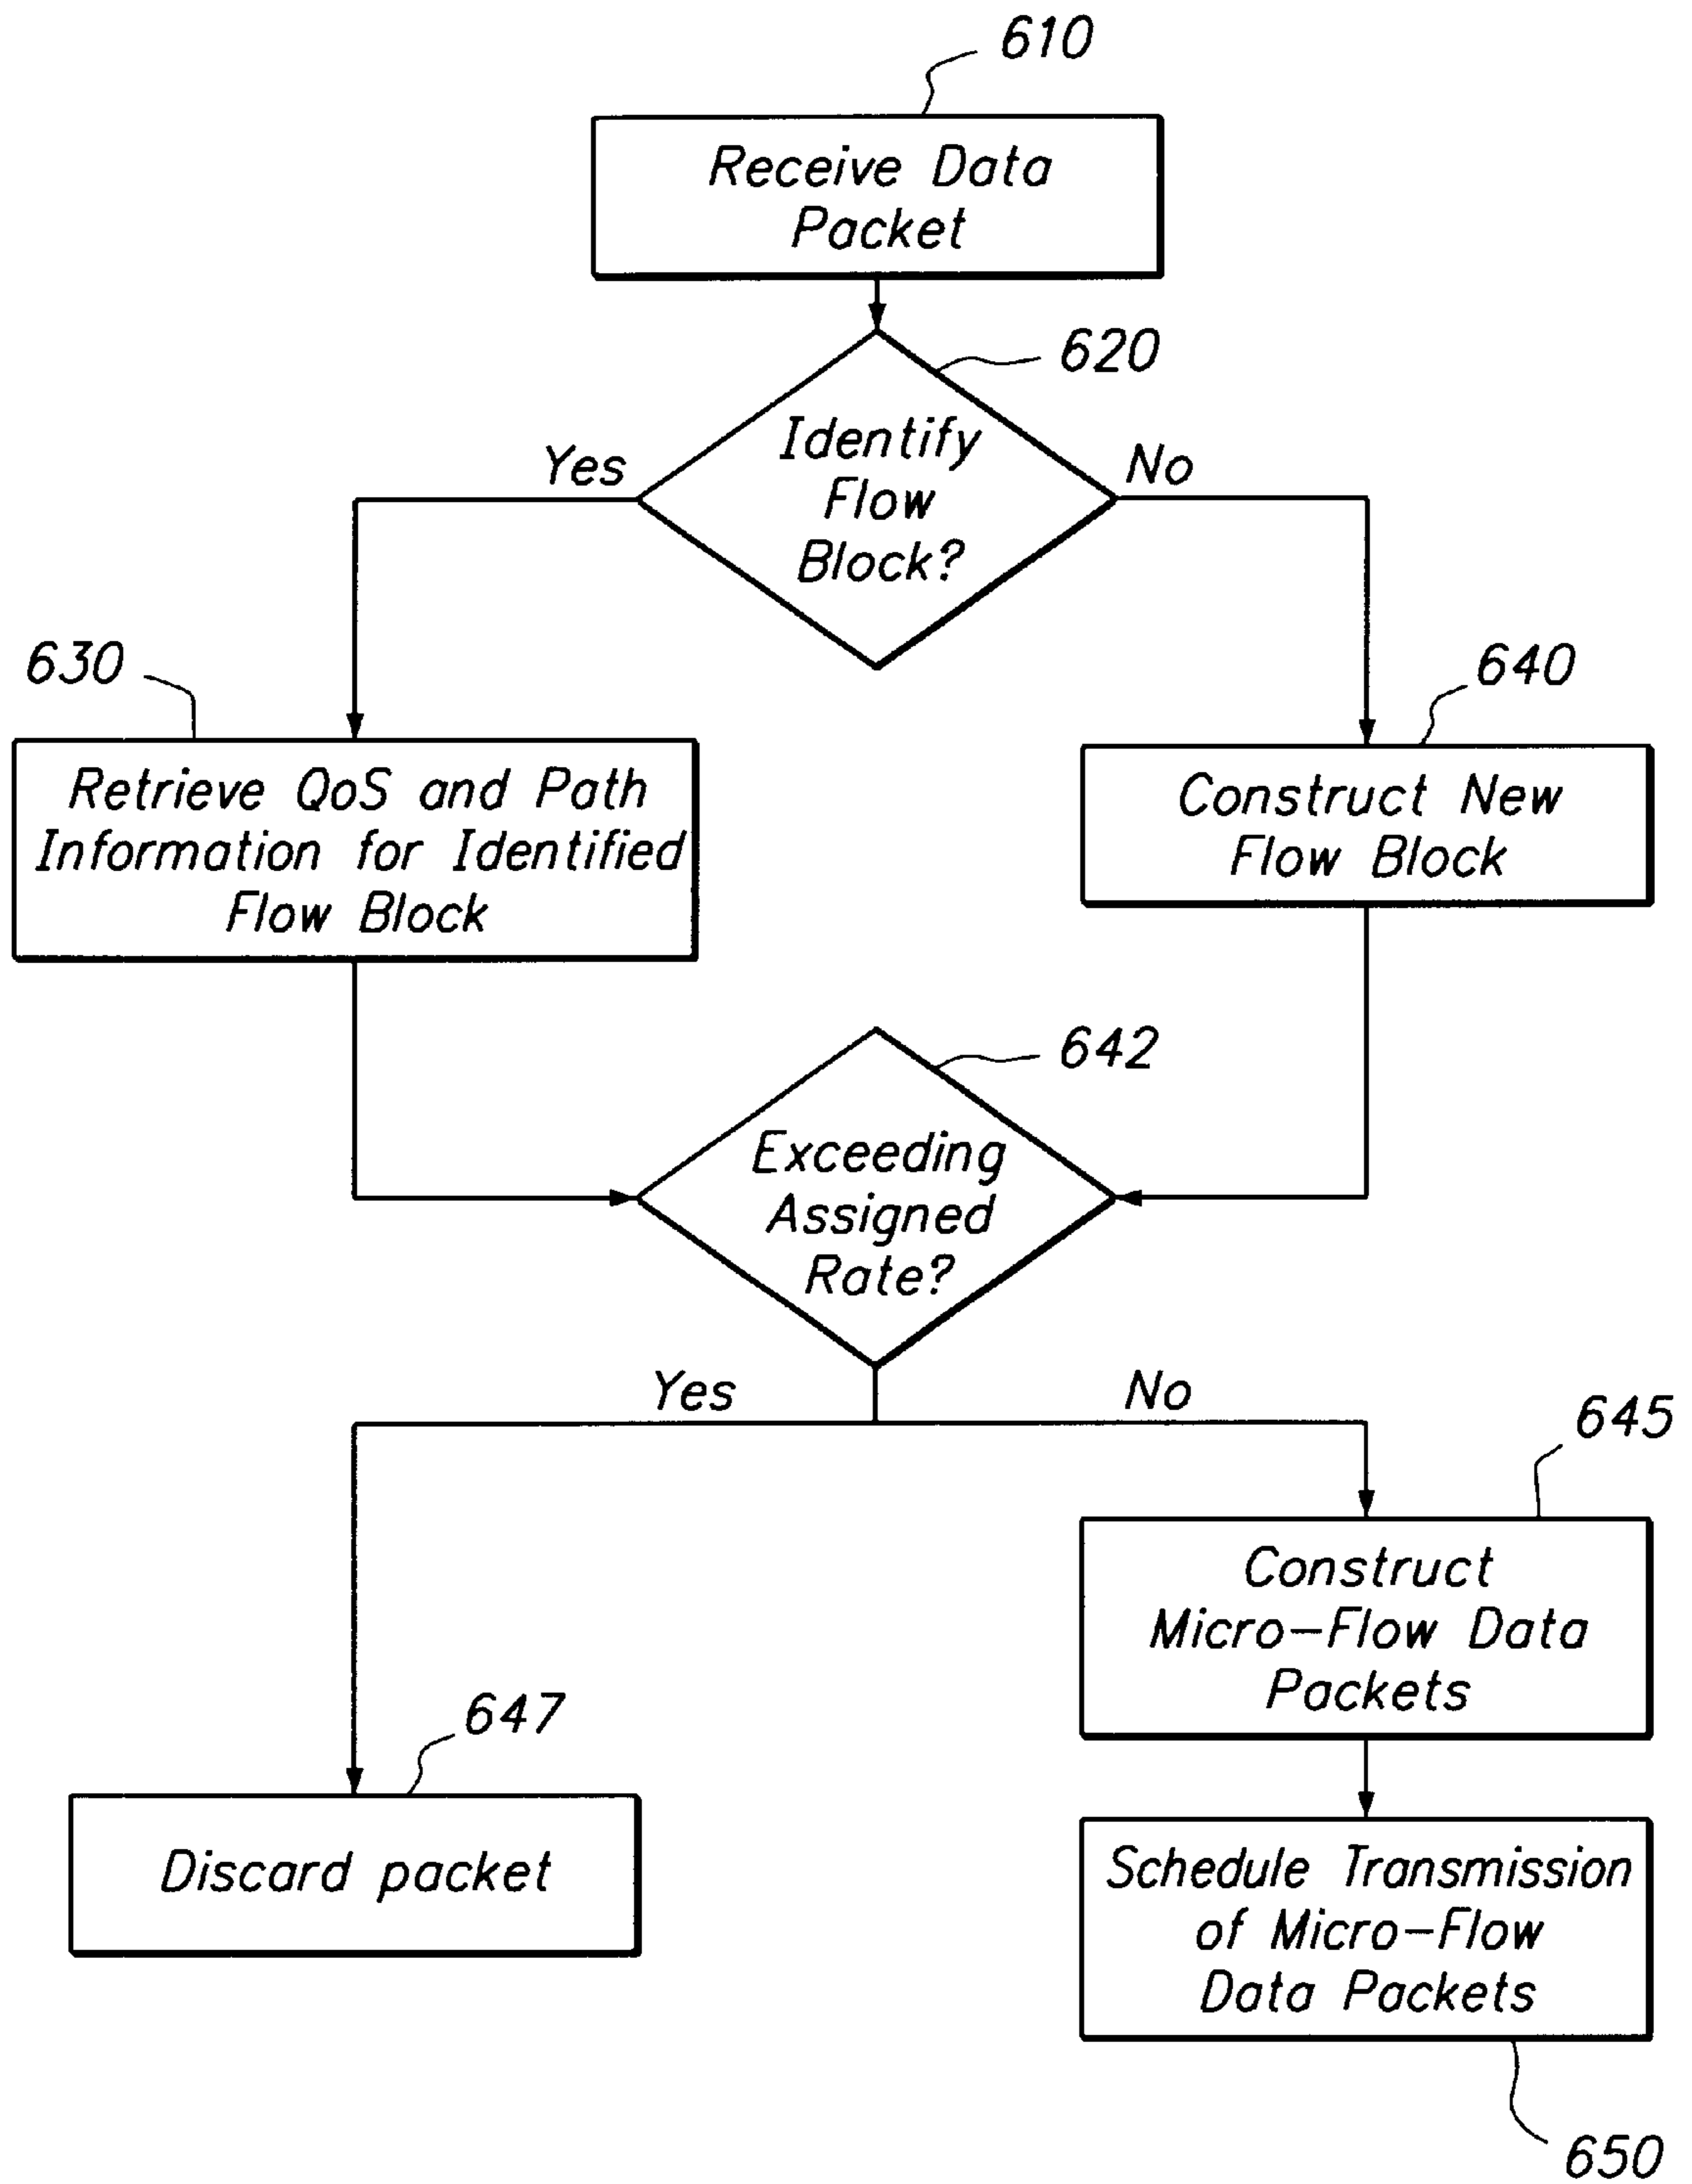 610
Receive Data
Packet
620
Identify
Flow
Block?
Yes
No
630
640
Retrieve QoS and Path
Information for Identified
Flow Block
Construct New
Flow Block
642
Exceeding
Assigned
Rate?
Yes
No
645
Construct
Micro-Flow Data
Packets
647
Discard packet
Schedule Transmission
of Micro-Flow
Data Packets
650